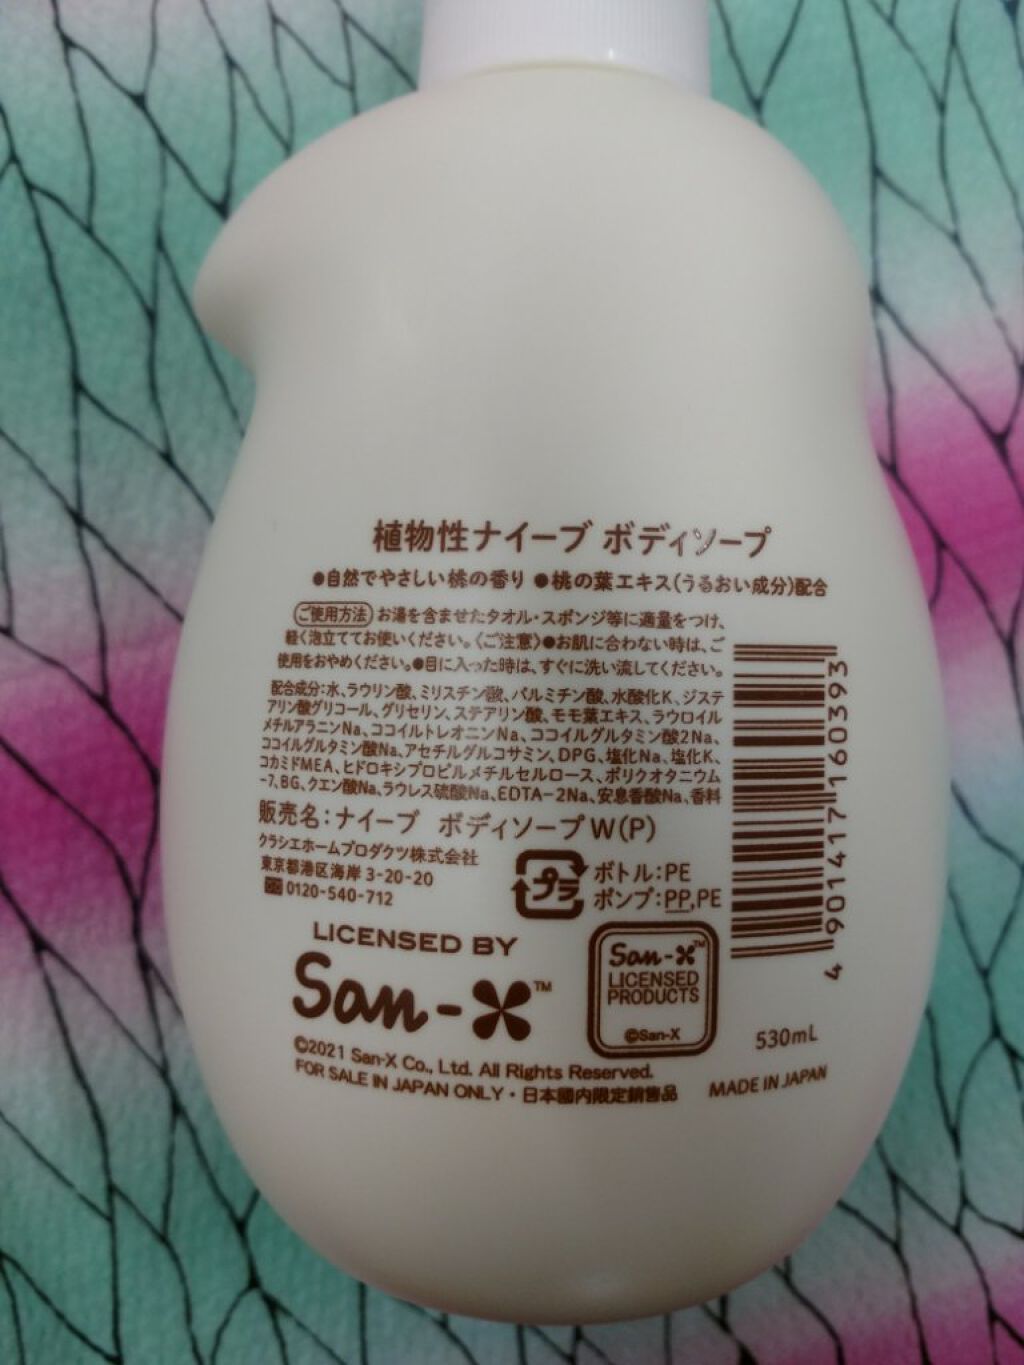 植物性ナイーブ ボディソープ
●自然でやさしい桃の香り ●桃の葉エキス(うるおい成分)配合
ご使用方法 お湯を含ませたタオル・スポンジ等に適量をつけ、
軽く泡立ててお使いください。〈ご注意〉●お肌に合わない時は、ご
使用をおやめください。●目に入った時は、すぐに洗い流してください。
配合成分:水、ラウリン酸、ミリスチン酸、パルミチン酸、水酸化K、ジステ
アリン酸グリコール、グリセリン、ステアリン酸、モモ葉エキス、ラウロイル
メチルアラニンNa、ココイルトレオニンNa、ココイルグルタミン酸2Na、
ココイルグルタミン酸Na、アセチルグルコサミン、DPG、塩化Na、塩化K、
コカミドMEA、ヒドロキシプロピルメチルセルロース、ポリクオタニウム
-7、BG、クエン酸Na、ラウレス硫酸Na、EDTA-2Na、安息香酸Na、香料
販売名:ナイーブ ボディソープW(P)
クラシエホームプロダクツ株式会社
東京都港区海岸 3-20-20
0120-540-712
プラ
ボトル:PE
ポンプ:PP,PE
4 901417 160393
LICENSED BY
San-X™
San-X™
LICENSED
PRODUCTS
©San-X
530mL
©2021 San-X Co., Ltd. All Rights Reserved.
FOR SALE IN JAPAN ONLY・日本國内限定銷售品
MADE IN JAPAN